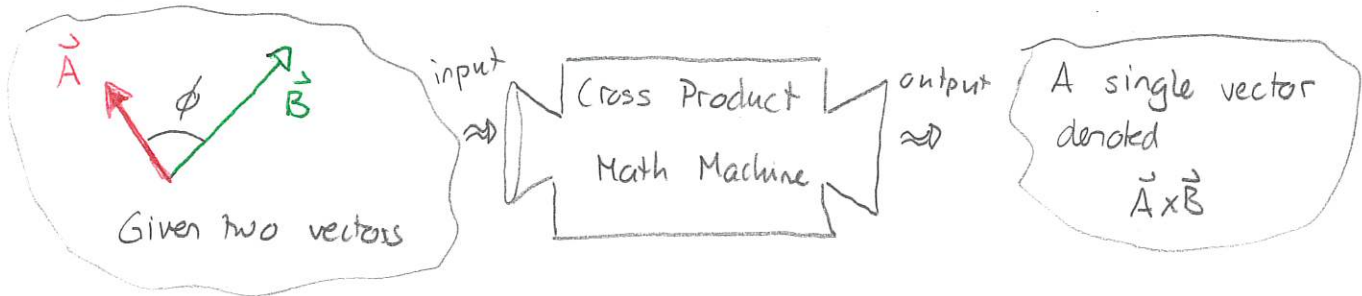 A⃗
ϕ
B⃗
Given two vectors
input
⇒
Cross Product
Math Machine
output
⇒
A single vector
denoted
A⃗ × B⃗